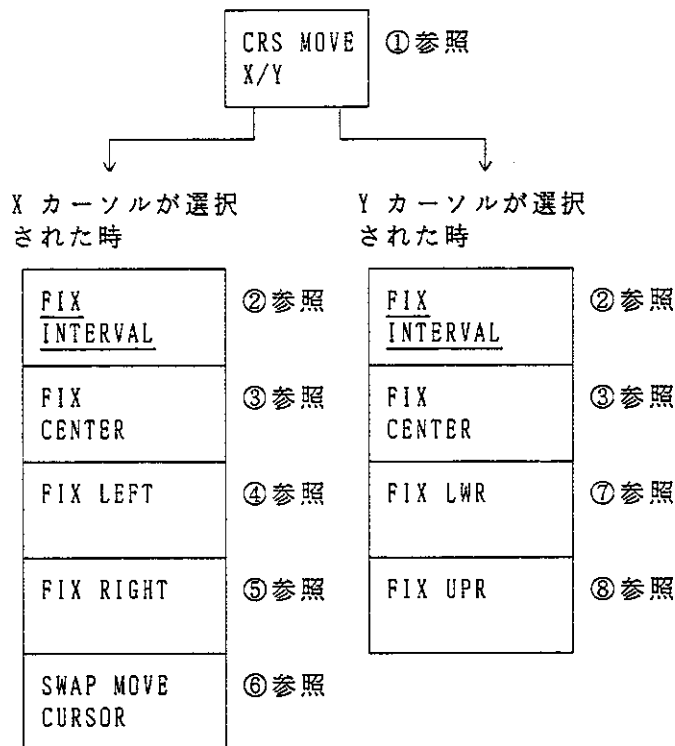 CRS MOVE
X/Y
①参照
X カーソルが選択
された時
FIX
INTERVAL
②参照
FIX
CENTER
③参照
FIX LEFT
④参照
FIX RIGHT
⑤参照
SWAP MOVE
CURSOR
⑥参照
Y カーソルが選択
された時
FIX
INTERVAL
②参照
FIX
CENTER
③参照
FIX LWR
⑦参照
FIX UPR
⑧参照